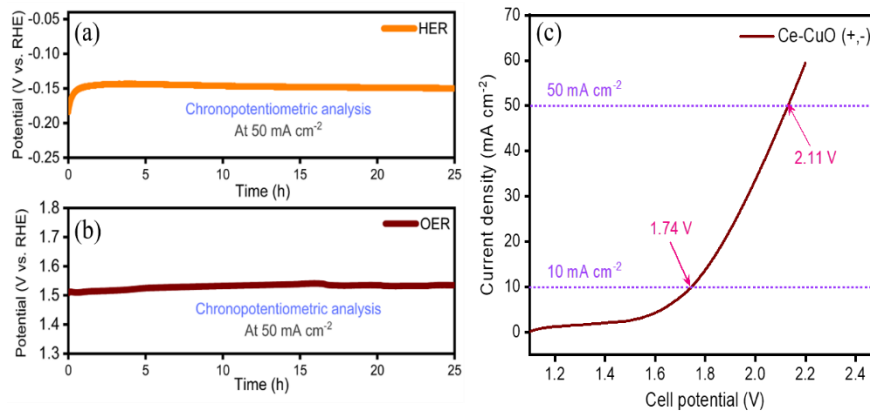 (a)
HER
-0.05
-0.10
-0.15
-0.20
-0.25
Potential (V vs. RHE)
Chronopotentiometric analysis
At 50 mA cm⁻²
0 5 10 15 20 25
Time (h)
(b)
OER
1.8
1.7
1.6
1.5
1.4
1.3
Potential (V vs. RHE)
Chronopotentiometric analysis
At 50 mA cm⁻²
0 5 10 15 20 25
Time (h)
(c)
Ce-CuO (+,-)
70
60
50
40
30
20
10
0
Current density (mA cm⁻²)
50 mA cm⁻²
2.11 V
1.74 V
10 mA cm⁻²
1.2 1.4 1.6 1.8 2.0 2.2 2.4
Cell potential (V)